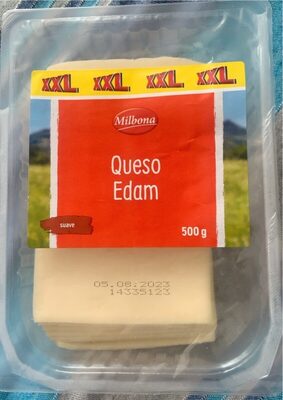 XXL. XXL. XXL. XXL.
Milbona
Queso
Edam
suave
500 g
05.08.2023
14335123